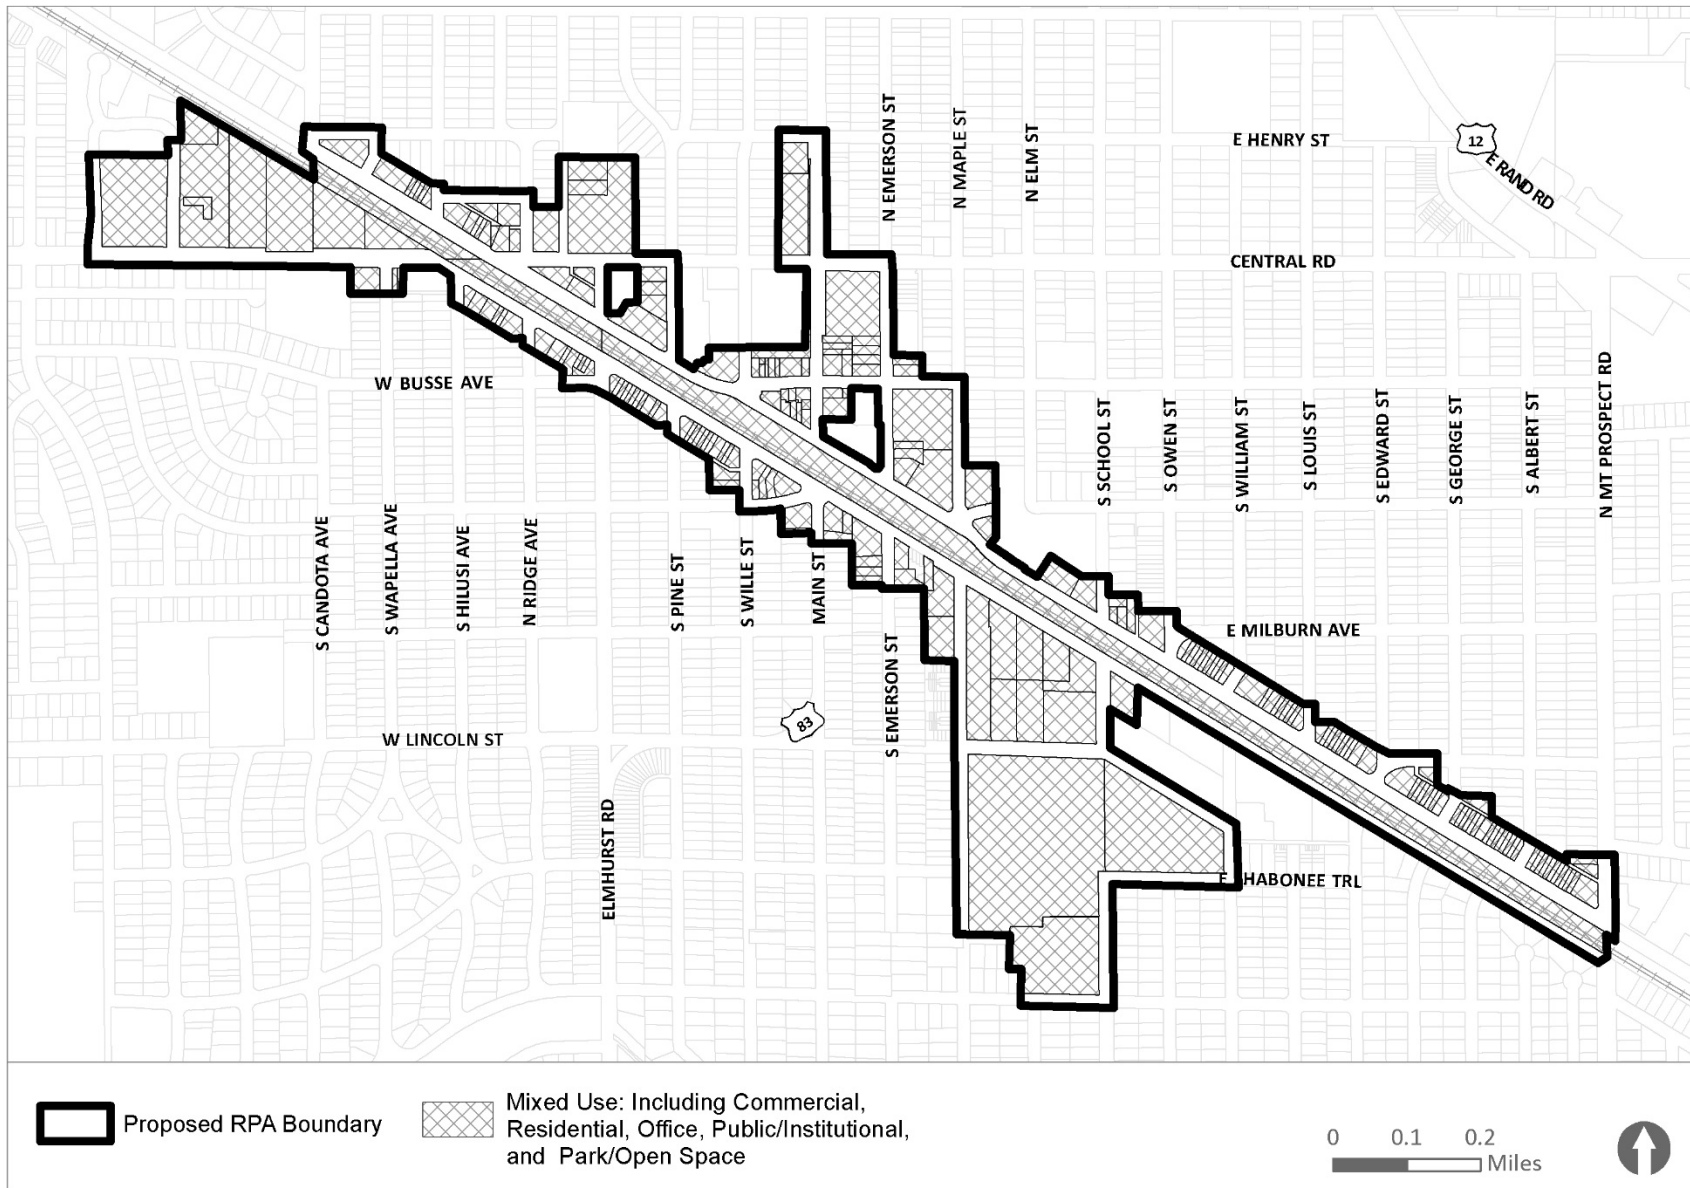 N EMERSON ST
N MAPLE ST
N ELM ST
E HENRY ST
12
E RAND RD
CENTRAL RD
W BUSSE AVE
S SCHOOL ST
S OWEN ST
S WILLIAM ST
S LOUIS ST
S EDWARD ST
S GEORGE ST
S ALBERT ST
N MT PROSPECT RD
S CANDOTA AVE
S WAPELLA AVE
S HILUSI AVE
N RIDGE AVE
S PINE ST
S WILLE ST
MAIN ST
S EMERSON ST
E MILBURN AVE
83
W LINCOLN ST
ELMHURST RD
E HABONEE TRL
Proposed RPA Boundary
Mixed Use: Including Commercial,
Residential, Office, Public/Institutional,
and Park/Open Space
0 0.1 0.2
Miles